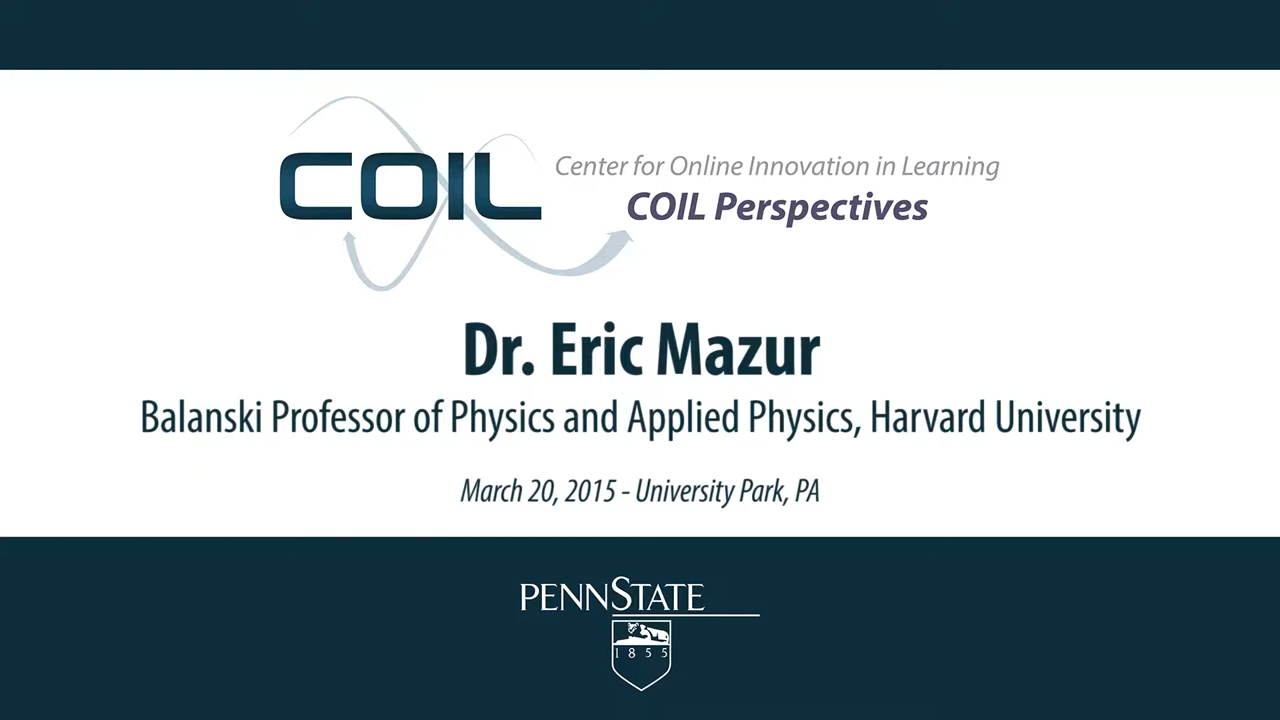 COIL
Center for Online Innovation in Learning
COIL Perspectives
Dr. Eric Mazur
Balanski Professor of Physics and Applied Physics, Harvard University
March 20, 2015 - University Park, PA
PENNSTATE
1855